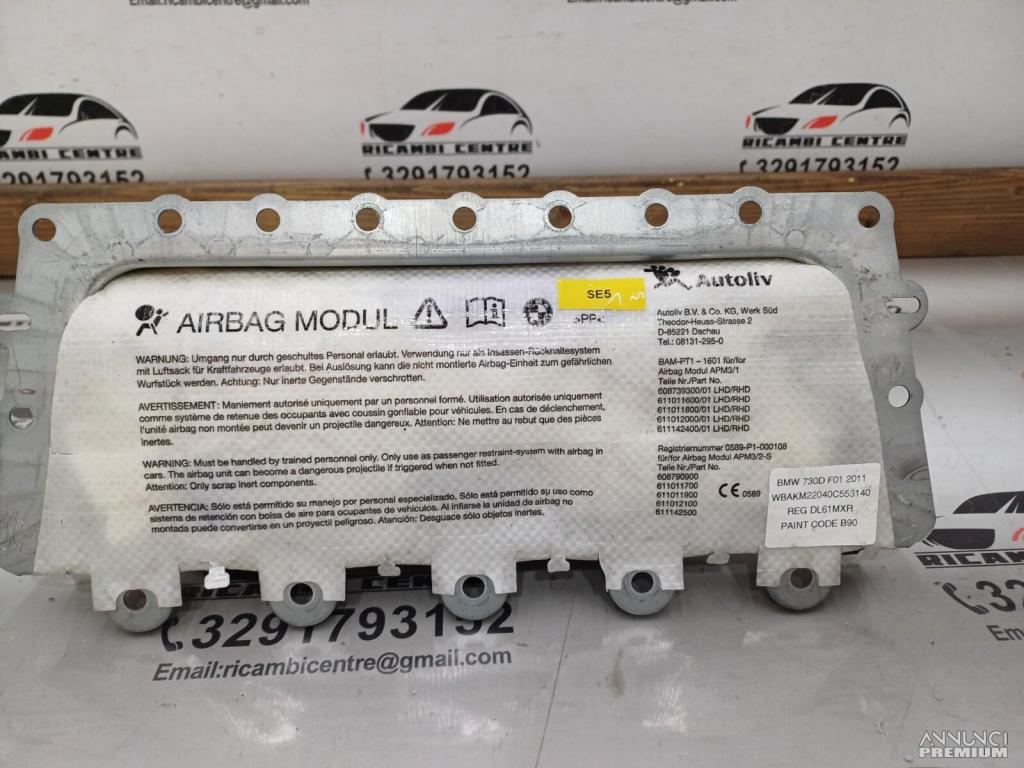 Email:ricambicentre@gmail.com
RICAMBI CENTRE
3291793152
RICAMBI CENTRE
3291793152
RICAMBI CENTRE
3291793152
AIRBAG MODUL
SE5
>PP<
Autoliv
Autoliv B.V. & Co. KG, Werk Süd
Theodor-Heuss-Strasse 2
D-85221 Dachau
Tel.: 08131-295-0
BAM-PT1 - 1601 für/for
Airbag Modul APM3/1
Teile Nr./Part No.
608739300/01 LHD/RHD
611011600/01 LHD/RHD
611011800/01 LHD/RHD
611012000/01 LHD/RHD
611142400/01 LHD/RHD
Registriernummer 0589-P1-000108
für/for Airbag Modul APM3/2-S
Teile Nr./Part No.
608790900
611011700
611011900
611012100
611142500
CE 0589
WARNUNG: Umgang nur durch geschultes Personal erlaubt. Verwendung nur als Insassen-Rückhaltesystem
mit Luftsack für Kraftfahrzeuge erlaubt. Bei Auslösung kann die nicht montierte Airbag-Einheit zum gefährlichen
Wurfstück werden. Achtung: Nur inerte Gegenstände verschrotten.
AVERTISSEMENT: Maniement autorisé uniquement par un personnel formé. Utilisation autorisée uniquement
comme système de retenue des occupants avec coussin gonflable pour véhicules. En cas de déclenchement,
l'unité airbag non montée peut devenir un projectile dangereux. Attention: Ne mettre au rebut que des pièces
inertes.
WARNING: Must be handled by trained personnel only. Only use as passenger restraint-system with airbag in
cars. The airbag unit can become a dangerous projectile if triggered when not fitted.
Attention: Only scrap inert components.
ADVERTENCIA: Sólo está permitido su manejo por personal especializado. Sólo está permitido su uso como
sistema de retención con bolsa de aire para ocupantes de vehículos. Al inflarse la unidad de airbag no
montada puede convertirse en un proyectil peligroso. Atención: Desguace sólo objetos inertes.
BMW 730D F01 2011
WBAKM22040C553140
REG DL61MXR
PAINT CODE B90
3291793152
Email:ricambicentre@gmail.com
ANNUNCI
PREMIUM